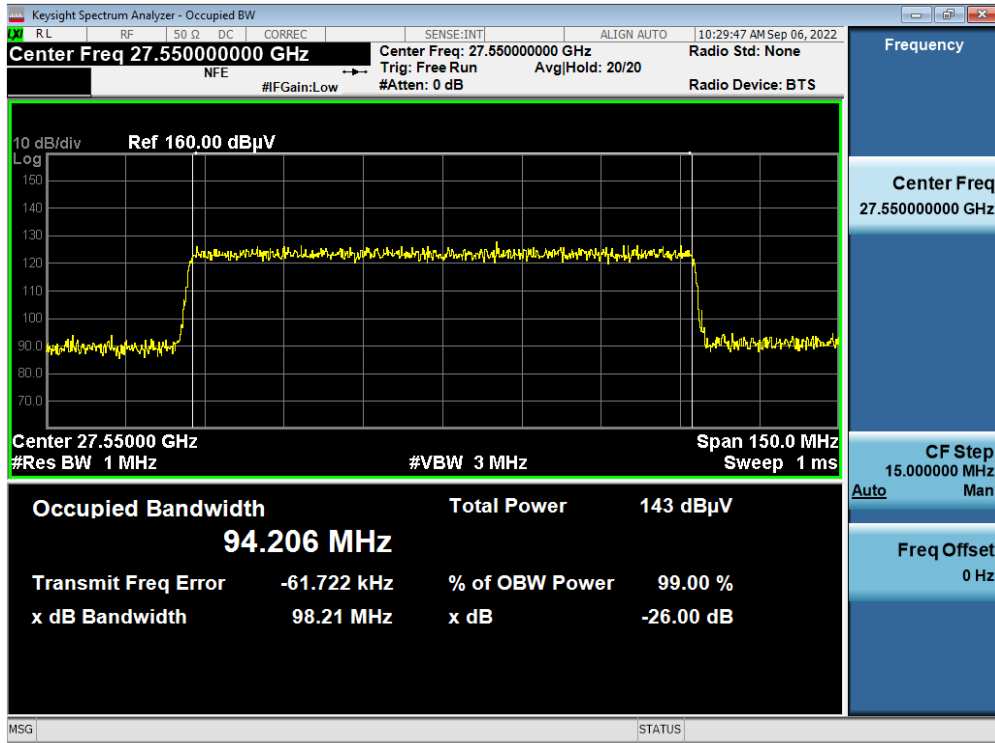 Keysight Spectrum Analyzer - Occupied BW
LXI RL RF 50 Ω DC CORREC SENSE:INT ALIGN AUTO 10:29:47 AM Sep 06, 2022
Center Freq 27.550000000 GHz
NFE
#IFGain:Low
Center Freq: 27.550000000 GHz
Trig: Free Run Avg|Hold: 20/20
#Atten: 0 dB
Radio Std: None
Radio Device: BTS
10 dB/div Ref 160.00 dBµV
Log
150
140
130
120
110
100
90.0
80.0
70.0
Center 27.55000 GHz Span 150.0 MHz
#Res BW 1 MHz #VBW 3 MHz Sweep 1 ms
Occupied Bandwidth Total Power 143 dBµV
94.206 MHz
Transmit Freq Error -61.722 kHz % of OBW Power 99.00 %
x dB Bandwidth 98.21 MHz x dB -26.00 dB
MSG STATUS
Frequency
Center Freq
27.550000000 GHz
CF Step
15.000000 MHz
Auto Man
Freq Offset
0 Hz